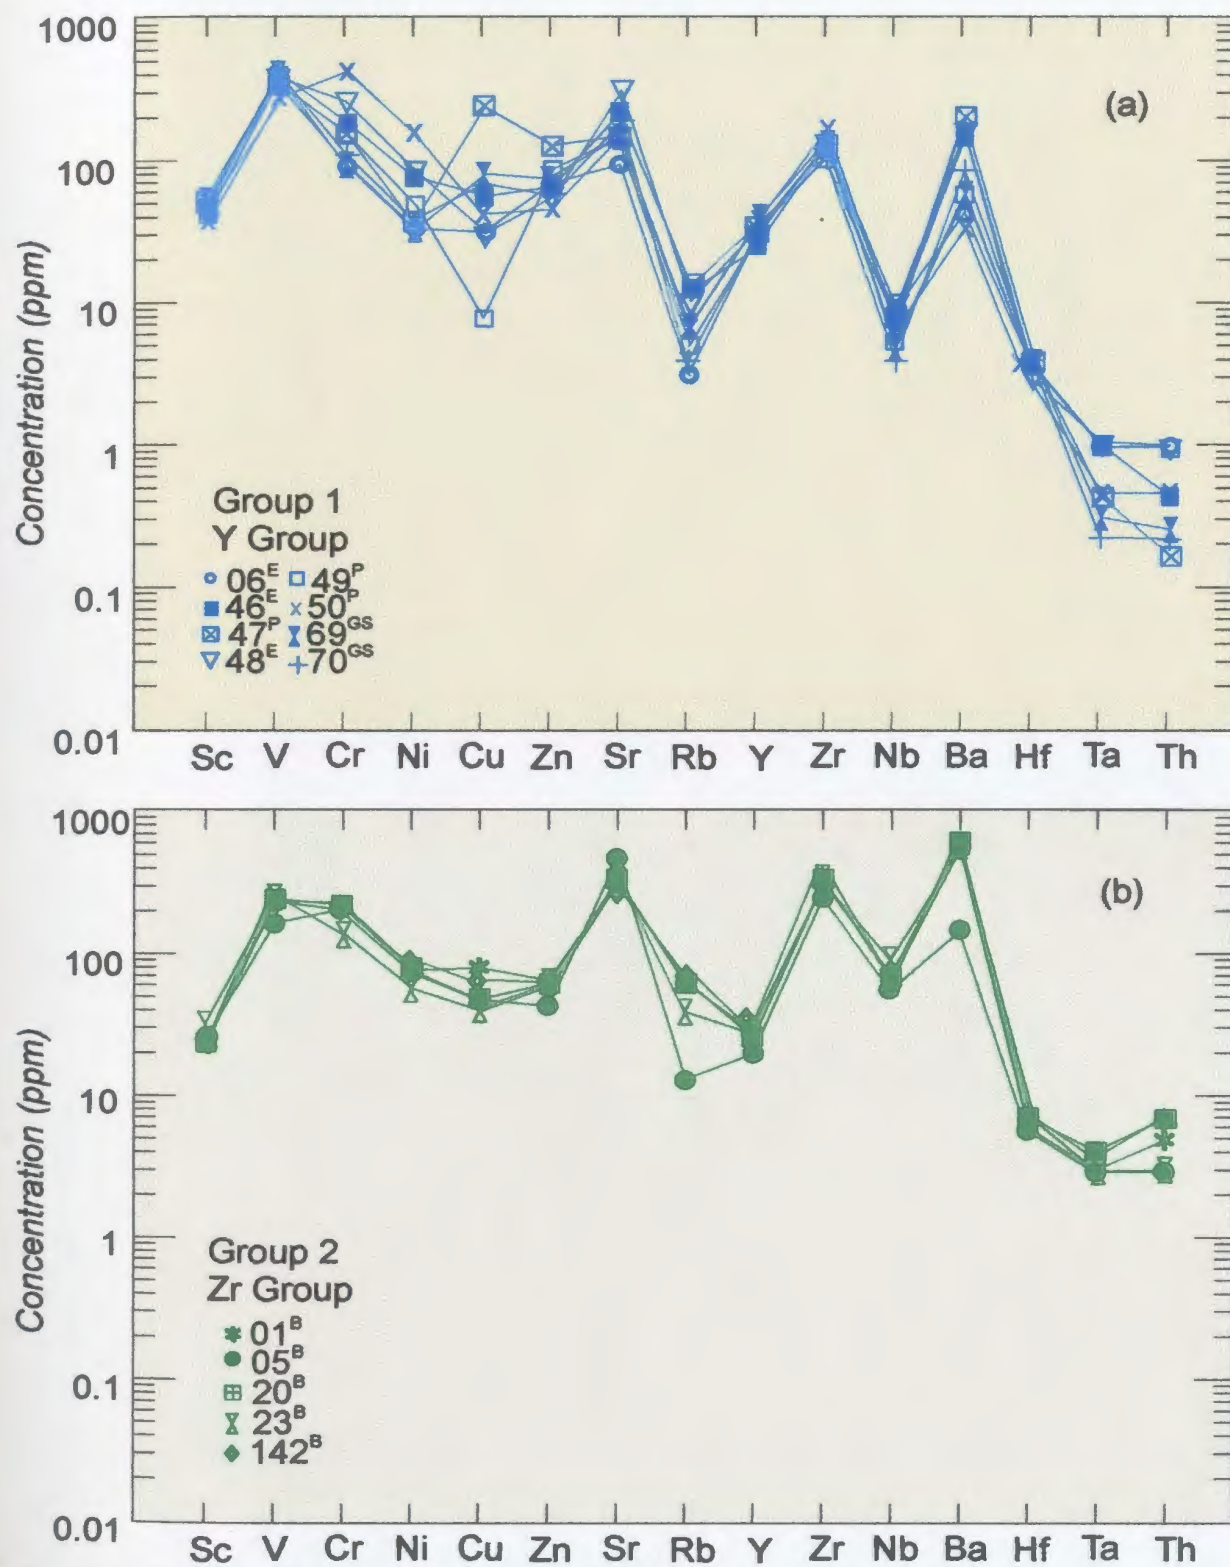 1000
100
10
1
0.1
0.01
Concentration (ppm)
(a)
Group 1
Y Group
06E 49P
46E 50P
47P 69GS
48E 70GS
Sc V Cr Ni Cu Zn Sr Rb Y Zr Nb Ba Hf Ta Th
1000
100
10
1
0.1
0.01
Concentration (ppm)
(b)
Group 2
Zr Group
01B
05B
20B
23B
142B
Sc V Cr Ni Cu Zn Sr Rb Y Zr Nb Ba Hf Ta Th